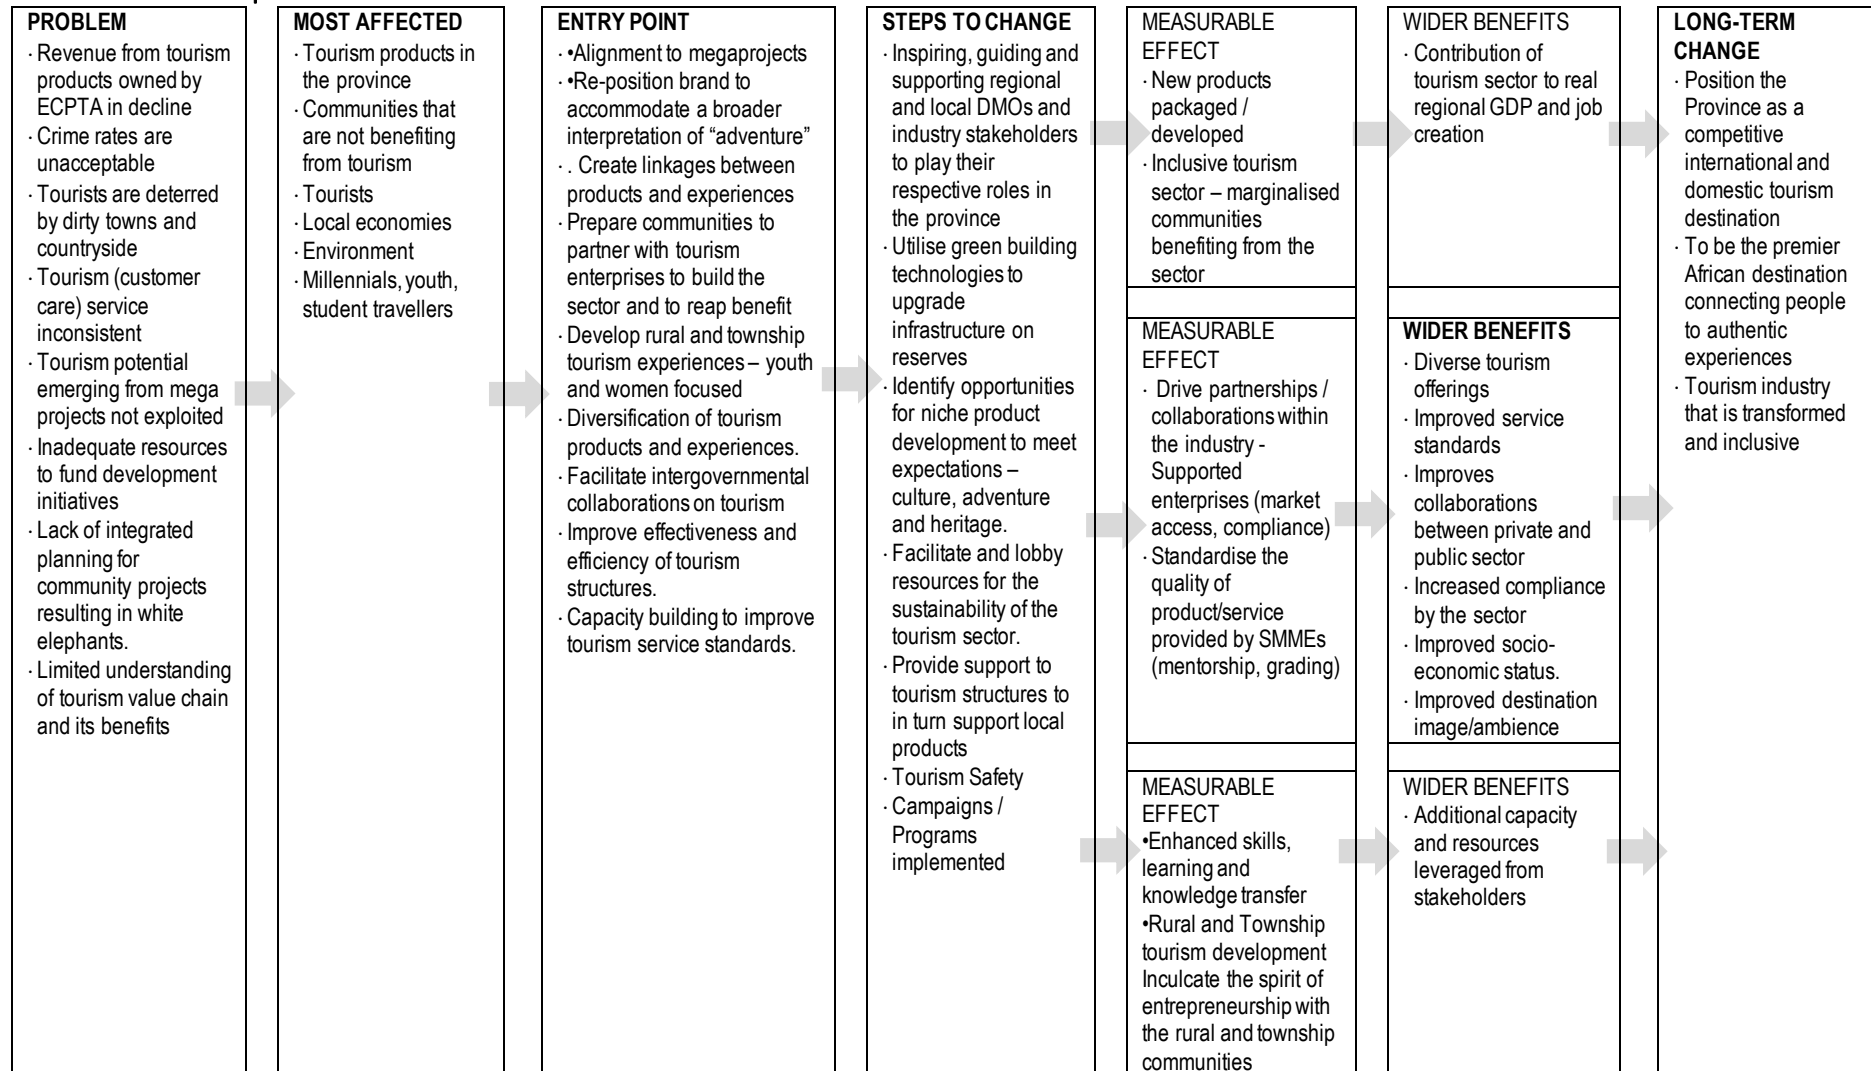 PROBLEM
· Revenue from tourism
products owned by
ECPTA in decline
· Crime rates are
unacceptable
· Tourists are deterred
by dirty towns and
countryside
· Tourism (customer
care) service
inconsistent
· Tourism potential
emerging from mega
projects not exploited
· Inadequate resources
to fund development
initiatives
· Lack of integrated
planning for
community projects
resulting in white
elephants.
· Limited understanding
of tourism value chain
and its benefits
MOST AFFECTED
· Tourism products in
the province
· Communities that
are not benefiting
from tourism
· Tourists
· Local economies
· Environment
· Millennials, youth,
student travellers
ENTRY POINT
· •Alignment to megaprojects
· •Re-position brand to
accommodate a broader
interpretation of “adventure”
· . Create linkages between
products and experiences
· Prepare communities to
partner with tourism
enterprises to build the
sector and to reap benefit
· Develop rural and township
tourism experiences – youth
and women focused
· Diversification of tourism
products and experiences.
· Facilitate intergovernmental
collaborations on tourism
· Improve effectiveness and
efficiency of tourism
structures.
· Capacity building to improve
tourism service standards.
STEPS TO CHANGE
· Inspiring, guiding and
supporting regional
and local DMOs and
industry stakeholders
to play their
respective roles in
the province
· Utilise green building
technologies to
upgrade
infrastructure on
reserves
· Identify opportunities
for niche product
development to meet
expectations –
culture, adventure
and heritage.
· Facilitate and lobby
resources for the
sustainability of the
tourism sector.
· Provide support to
tourism structures to
in turn support local
products
· Tourism Safety
· Campaigns /
Programs
implemented
MEASURABLE
EFFECT
· New products
packaged /
developed
· Inclusive tourism
sector – marginalised
communities
benefiting from the
sector
MEASURABLE
EFFECT
· Drive partnerships /
collaborations within
the industry -
Supported
enterprises (market
access, compliance)
· Standardise the
quality of
product/service
provided by SMMEs
(mentorship, grading)
MEASURABLE
EFFECT
•Enhanced skills,
learning and
knowledge transfer
•Rural and Township
tourism development
Inculcate the spirit of
entrepreneurship with
the rural and township
communities
WIDER BENEFITS
· Contribution of
tourism sector to real
regional GDP and job
creation
WIDER BENEFITS
· Diverse tourism
offerings
· Improved service
standards
· Improves
collaborations
between private and
public sector
· Increased compliance
by the sector
· Improved socio-
economic status.
· Improved destination
image/ambience
WIDER BENEFITS
· Additional capacity
and resources
leveraged from
stakeholders
LONG-TERM
CHANGE
· Position the
Province as a
competitive
international and
domestic tourism
destination
· To be the premier
African destination
connecting people
to authentic
experiences
· Tourism industry
that is transformed
and inclusive